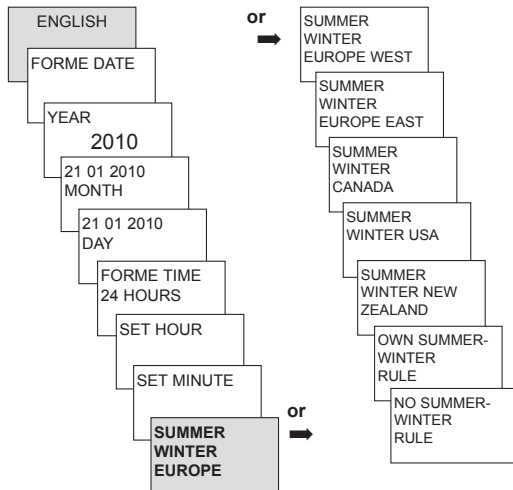 ENGLISH
FORME DATE
YEAR
2010
21 01 2010
MONTH
21 01 2010
DAY
FORME TIME
24 HOURS
SET HOUR
SET MINUTE
SUMMER
WINTER
EUROPE
or
or
SUMMER
WINTER
EUROPE WEST
SUMMER
WINTER
EUROPE EAST
SUMMER
WINTER
CANADA
SUMMER
WINTER USA
SUMMER
WINTER NEW
ZEALAND
OWN SUMMER-
WINTER
RULE
NO SUMMER-
WINTER
RULE